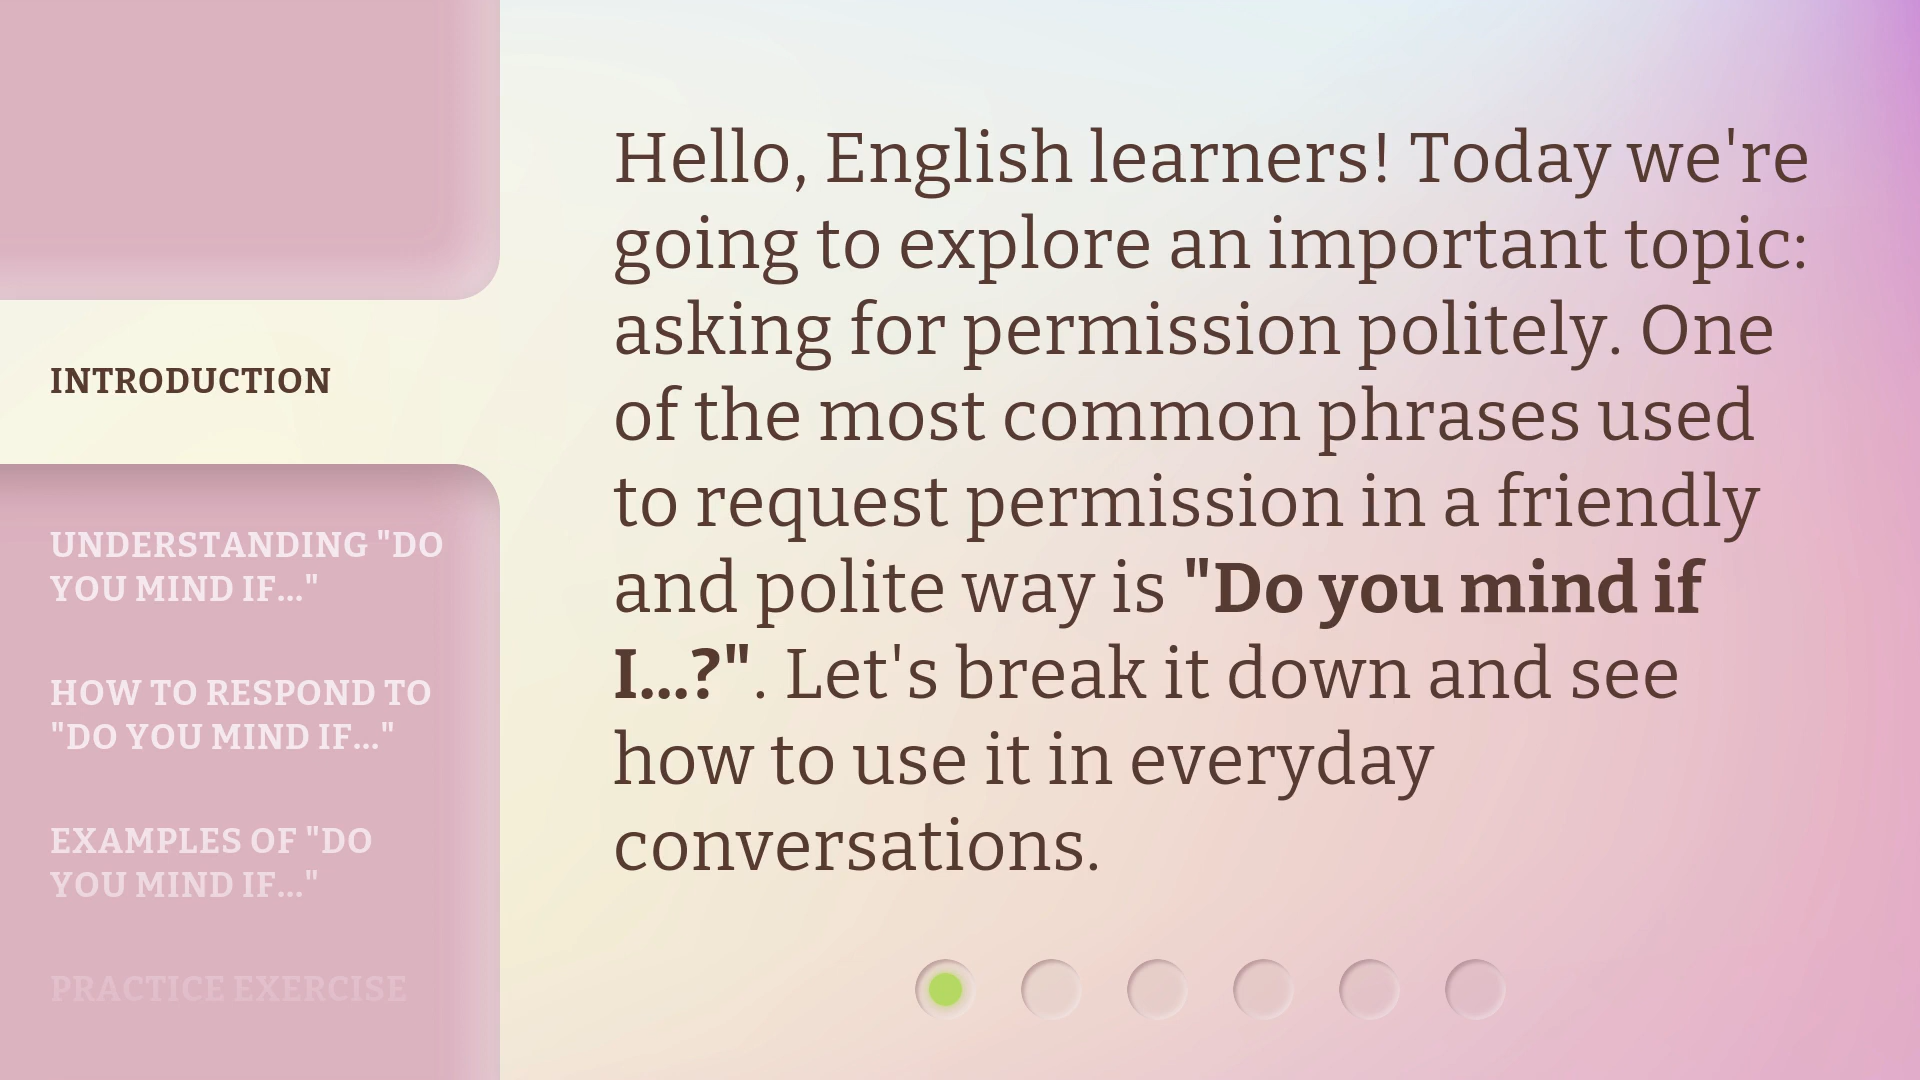 INTRODUCTION
UNDERSTANDING "DO
YOU MIND IF..."
HOW TO RESPOND TO
"DO YOU MIND IF..."
EXAMPLES OF "DO
YOU MIND IF..."
PRACTICE EXERCISE
Hello, English learners! Today we're
going to explore an important topic:
asking for permission politely. One
of the most common phrases used
to request permission in a friendly
and polite way is "Do you mind if
I...?". Let's break it down and see
how to use it in everyday
conversations.